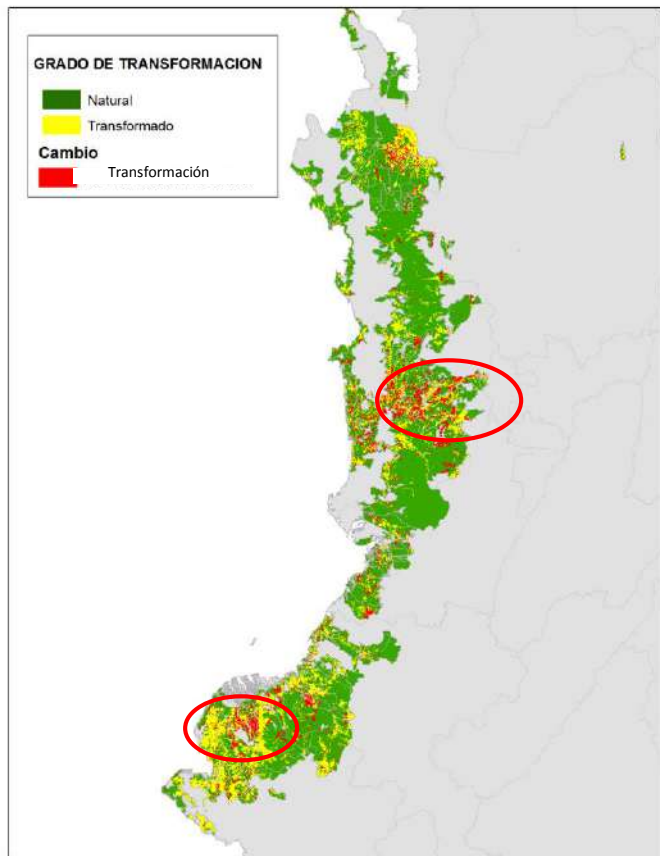 GRADO DE TRANSFORMACION
Natural
Transformado
Cambio
Transformación